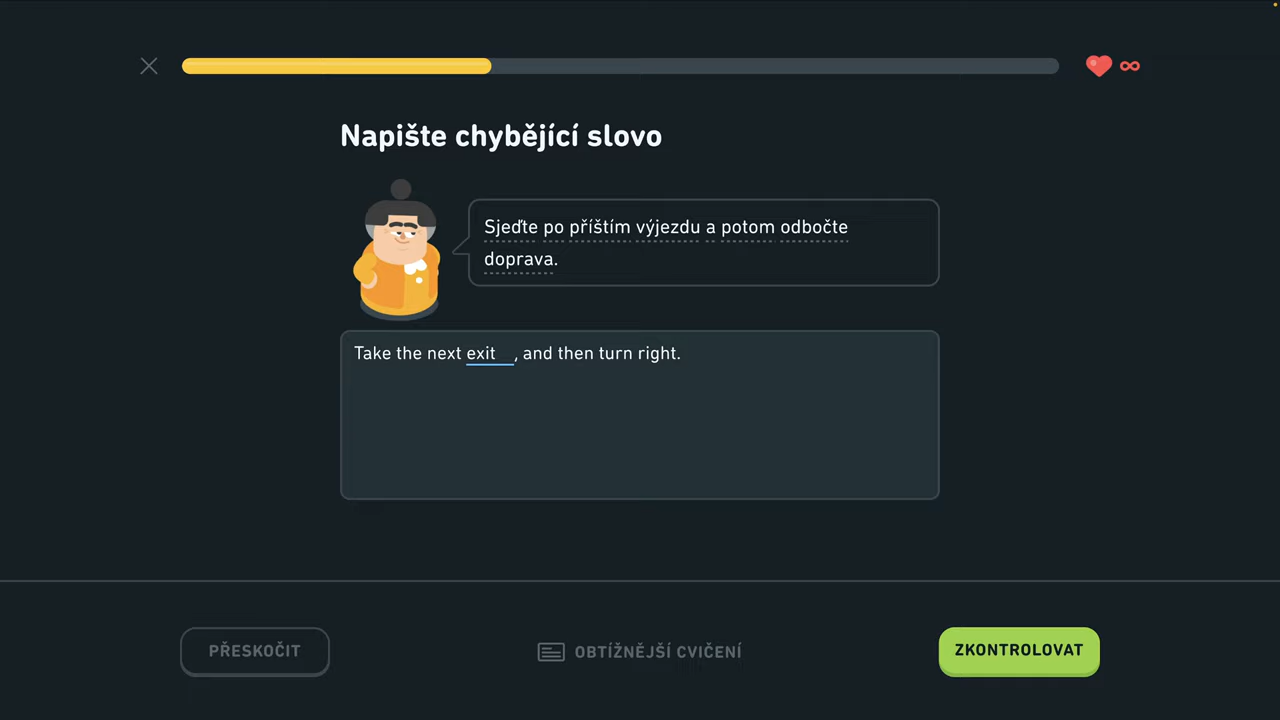 ∞
Napište chybějící slovo
Sjeďte po příštím výjezdu a potom odbočte
doprava.
Take the next exit , and then turn right.
PŘESKOČIT
OBTÍŽNĚJŠÍ CVIČENÍ
ZKONTROLOVAT